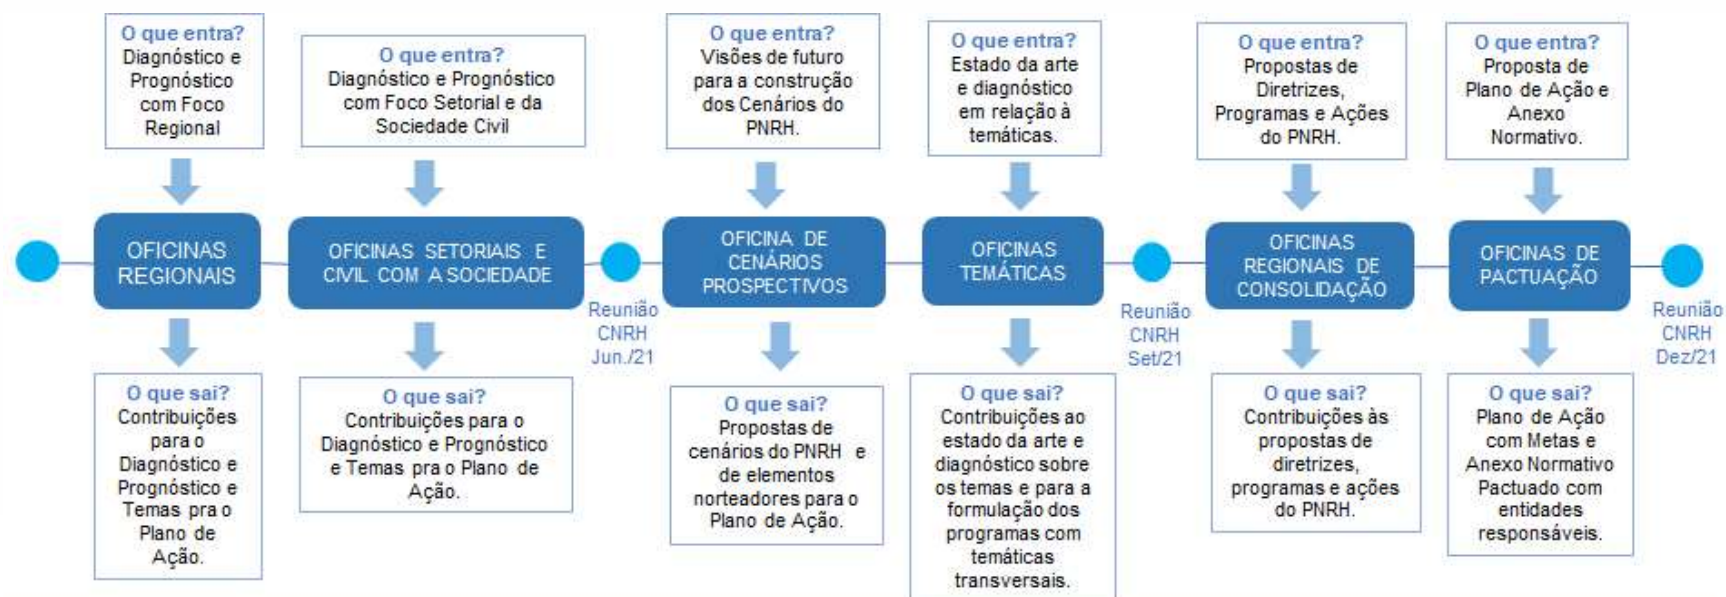 O que entra?
Diagnóstico e
Prognóstico
com Foco
Regional
O que entra?
Diagnóstico e Prognóstico
com Foco Setorial e da
Sociedade Civil
O que entra?
Visões de futuro
para a construção
dos Cenários do
PNRH.
O que entra?
Estado da arte
e diagnóstico
em relação à
temáticas.
O que entra?
Propostas de
Diretrizes,
Programas e Ações
do PNRH.
O que entra?
Proposta de
Plano de Ação e
Anexo
Normativo.
OFICINAS
REGIONAIS
OFICINAS SETORIAIS E
CIVIL COM A SOCIEDADE
Reunião
CNRH
Jun./21
OFICINA DE
CENÁRIOS
PROSPECTIVOS
OFICINAS
TEMÁTICAS
Reunião
CNRH
Set/21
OFICINAS
REGIONAIS DE
CONSOLIDAÇÃO
OFICINAS DE
PACTUAÇÃO
Reunião
CNRH
Dez/21
O que sai?
Contribuições
para o
Diagnóstico e
Prognóstico e
Temas pra o
Plano de
Ação.
O que sai?
Contribuições para o
Diagnóstico e Prognóstico
e Temas pra o Plano de
Ação.
O que sai?
Propostas de
cenários do PNRH e
de elementos
norteadores para o
Plano de Ação.
O que sai?
Contribuições ao
estado da arte e
diagnóstico sobre
os temas e para a
formulação dos
programas com
temáticas
transversais.
O que sai?
Contribuições às
propostas de
diretrizes,
programas e ações
do PNRH.
O que sai?
Plano de Ação
com Metas e
Anexo Normativo
Pactuado com
entidades
responsáveis.